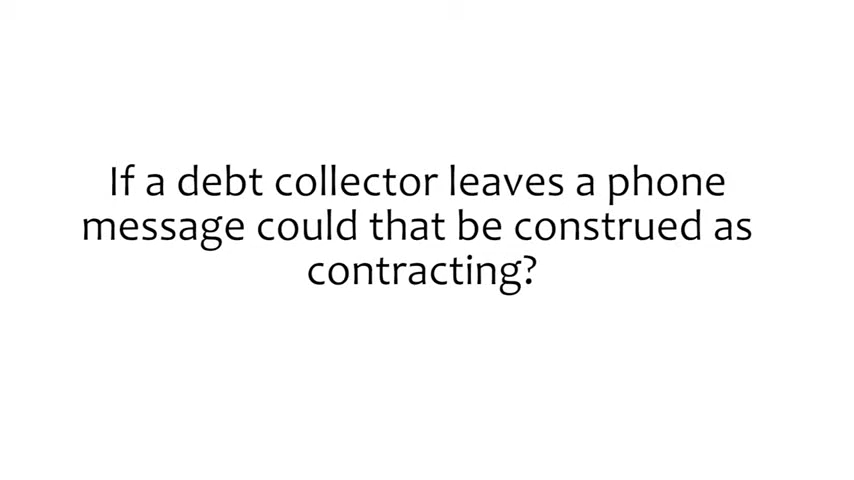 If a debt collector leaves a phone
message could that be construed as
contracting?